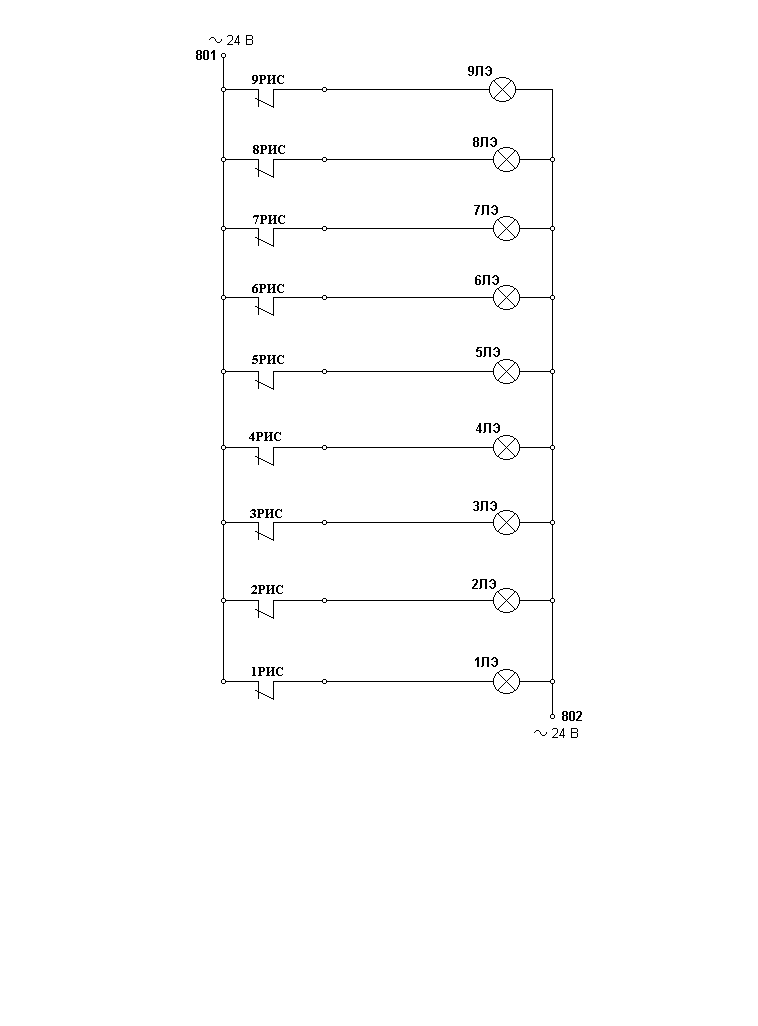 ~ 24 В
801
9РИС 9ЛЭ
8РИС 8ЛЭ
7РИС 7ЛЭ
6РИС 6ЛЭ
5РИС 5ЛЭ
4РИС 4ЛЭ
3РИС 3ЛЭ
2РИС 2ЛЭ
1РИС 1ЛЭ
802
~ 24 В